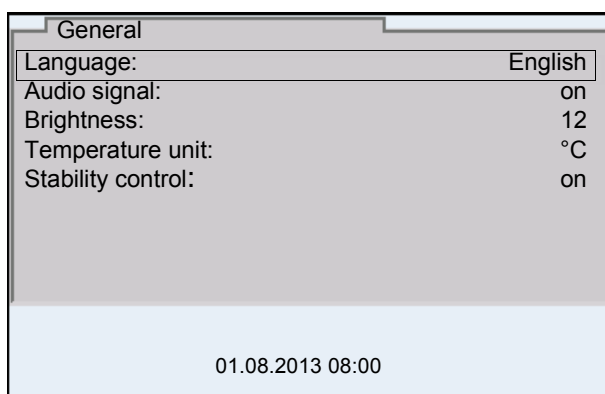 General
Language: English
Audio signal: on
Brightness: 12
Temperature unit: °C
Stability control: on
01.08.2013 08:00